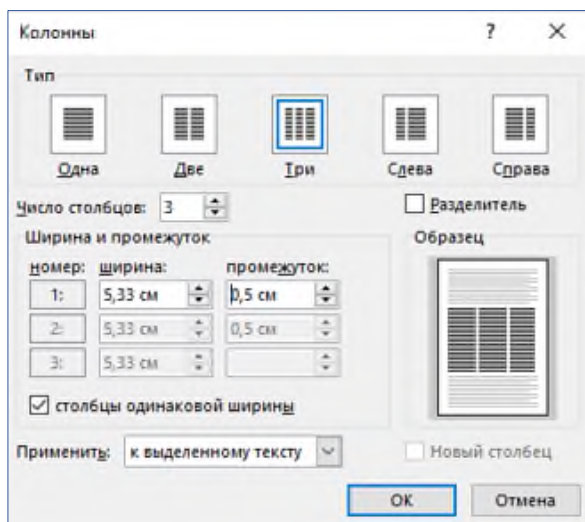 Колонны ?
Тип
Одна Две Три Слева Справа
Число столбцов: 3 Разделитель
Ширина и промежуток Образец
номер: ширина: промежуток:
1: 5,33 см 0,5 см
2: 5,33 см 0,5 см
3: 5,33 см
столбцы одинаковой ширины
Применить: к выделенному тексту Новый столбец
ОК Отмена